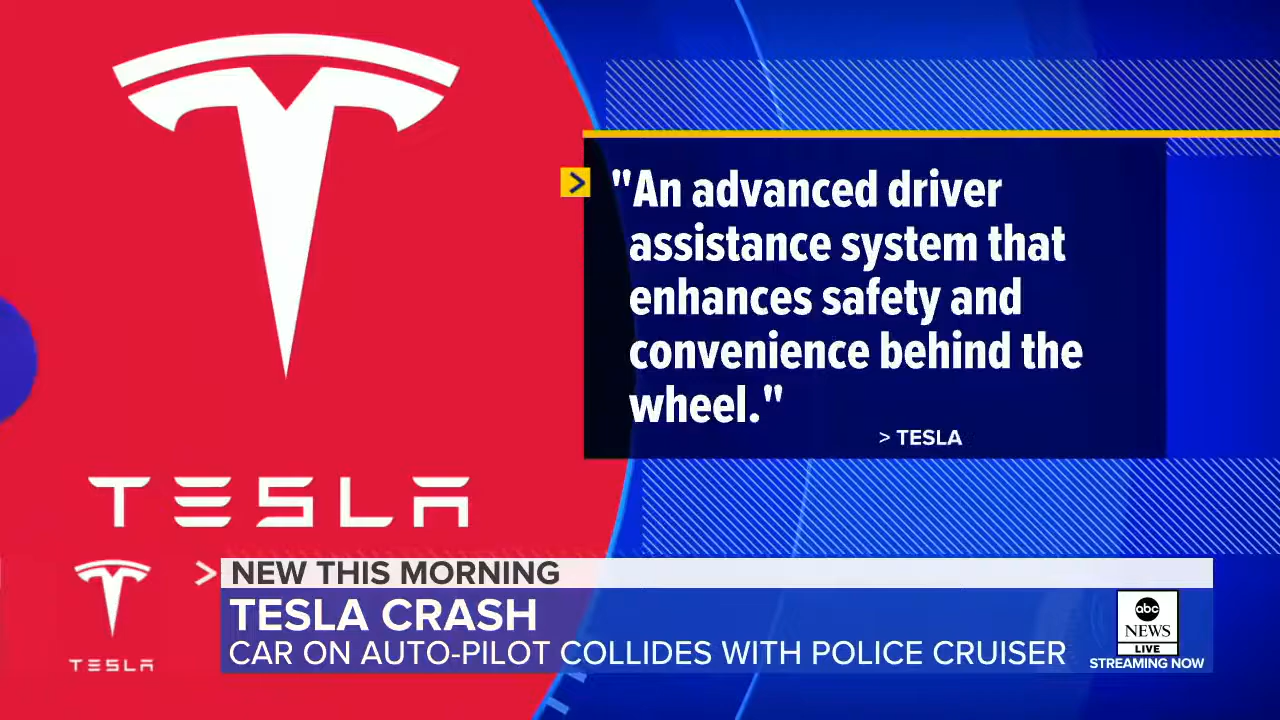 TESLA
"An advanced driver
assistance system that
enhances safety and
convenience behind the
wheel."
> TESLA
TESLA
> NEW THIS MORNING
TESLA CRASH
CAR ON AUTO-PILOT COLLIDES WITH POLICE CRUISER
abc
NEWS
LIVE
STREAMING NOW